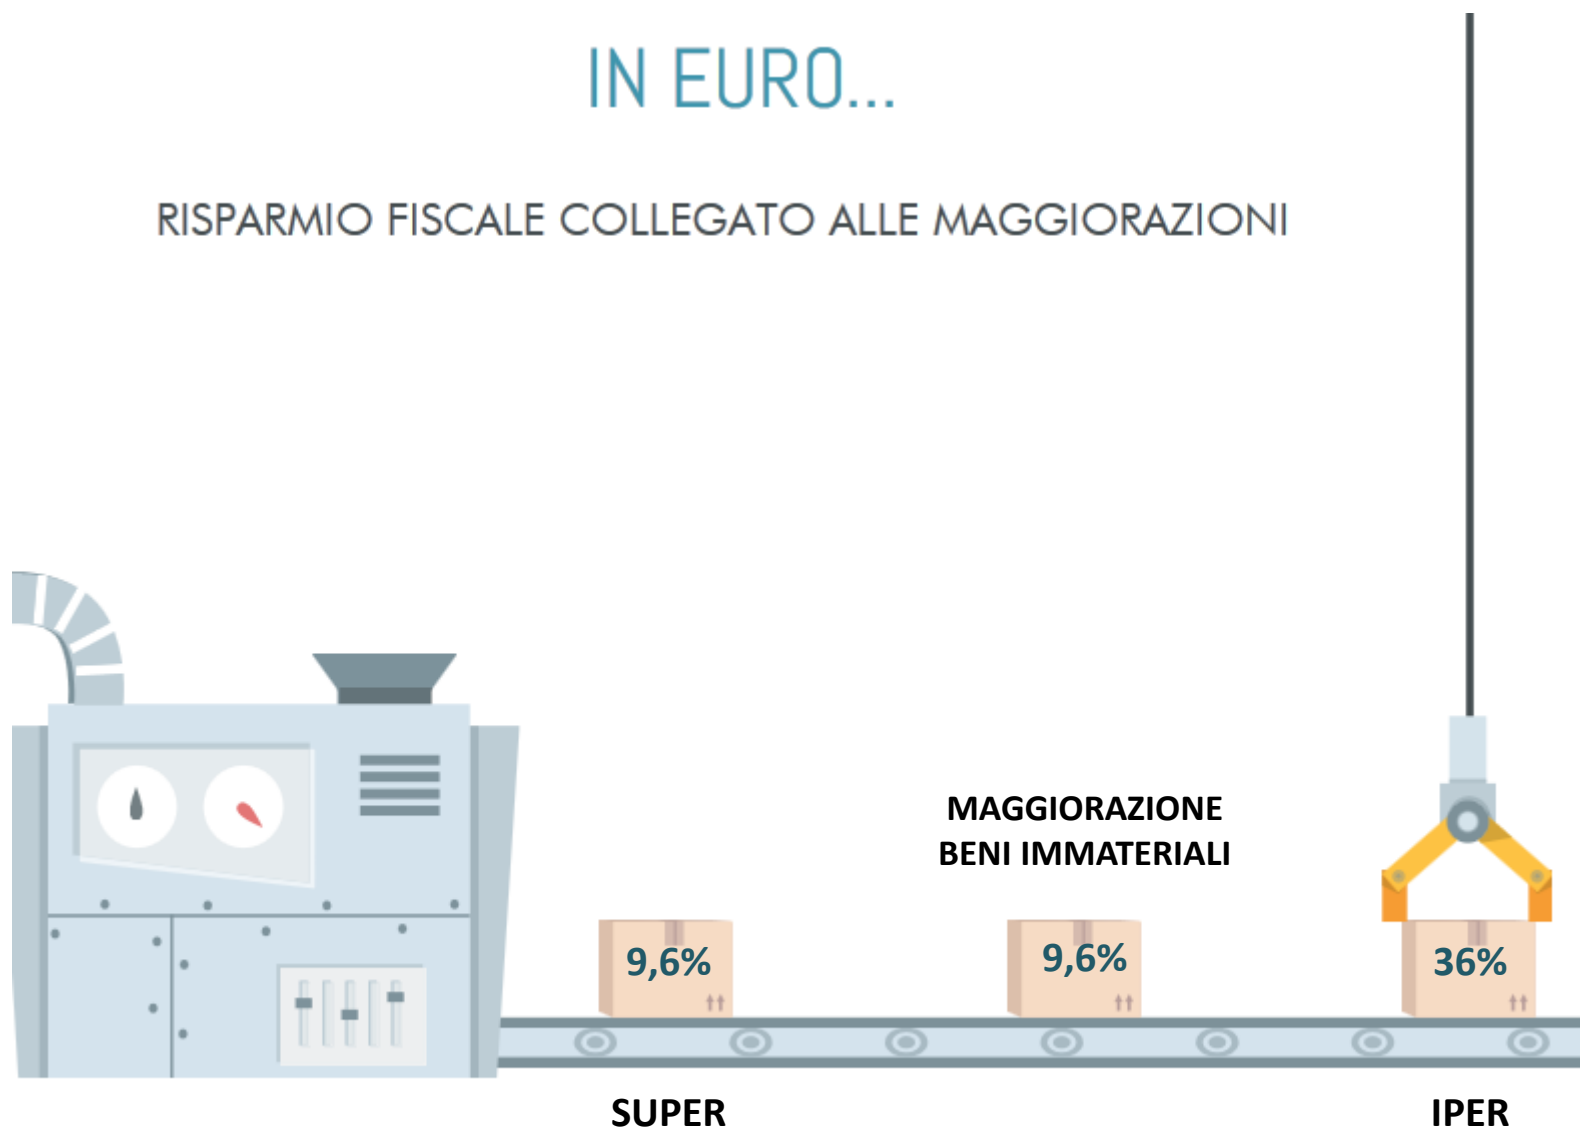 IN EURO...
RISPARMIO FISCALE COLLEGATO ALLE MAGGIORAZIONI
MAGGIORAZIONE
BENI IMMATERIALI
9,6%
9,6%
36%
SUPER
IPER